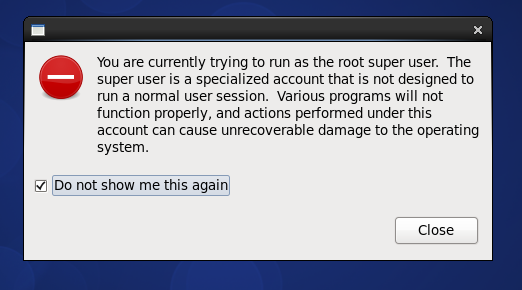 You are currently trying to run as the root super user.  The
super user is a specialized account that is not designed to
run a normal user session.  Various programs will not
function properly, and actions performed under this
account can cause unrecoverable damage to the operating
system.
Do not show me this again
Close